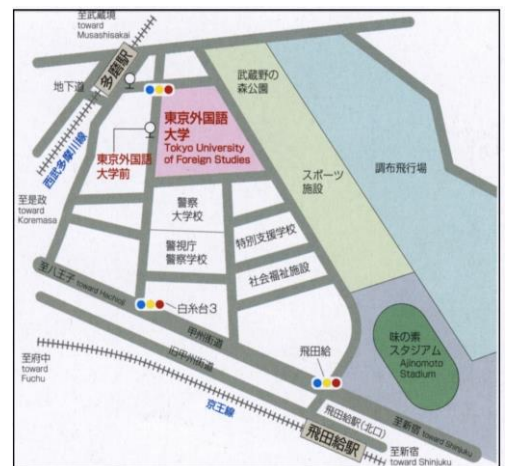 至武蔵境
toward
Musashisakai
多磨駅
地下道
武蔵野の
森公園
東京外国語
大学
Tokyo University
of Foreign Studies
東京外国語
大学前
西武多摩川線
調布飛行場
スポーツ
施設
至是政
toward
Koremasa
警察
大学校
特別支援学校
警視庁
警察学校
社会福祉施設
至八王子 toward Hachioji
白糸台3
甲州街道
味の素
スタジアム
Ajinomoto
Stadium
飛田給
旧甲州街道
至府中
toward
Fuchu
京王線
飛田給駅(北口)
至新宿 toward Shinjuku
飛田給駅
至新宿
toward Shinjuku